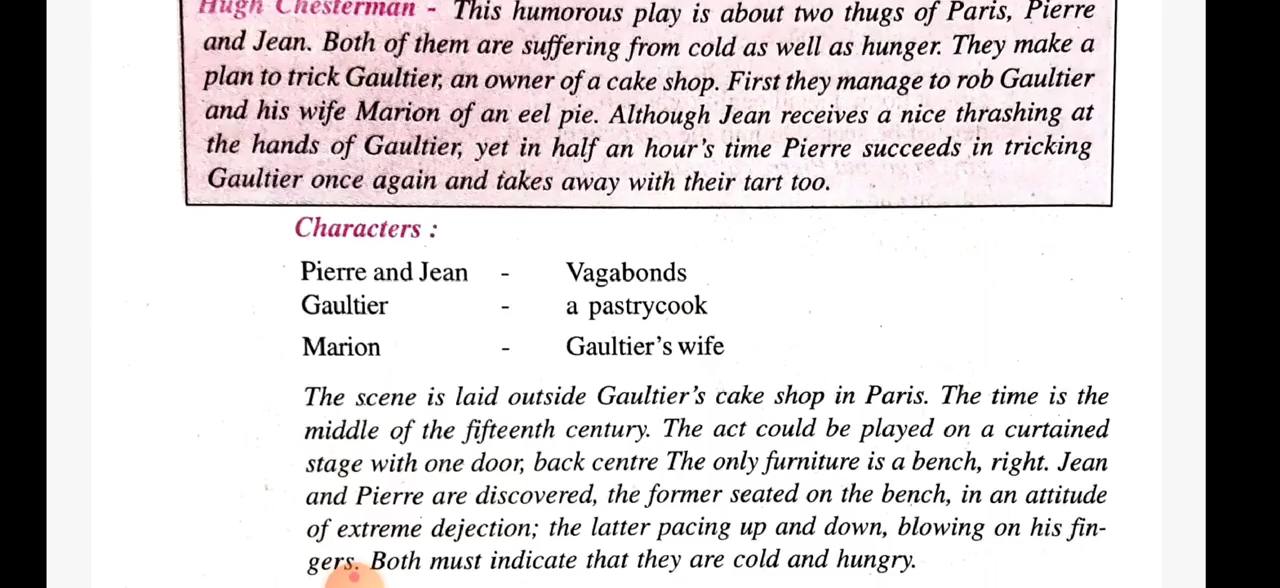 Hugh Chesterman - This humorous play is about two thugs of Paris, Pierre
and Jean. Both of them are suffering from cold as well as hunger. They make a
plan to trick Gaultier, an owner of a cake shop. First they manage to rob Gaultier
and his wife Marion of an eel pie. Although Jean receives a nice thrashing at
the hands of Gaultier, yet in half an hour's time Pierre succeeds in tricking
Gaultier once again and takes away with their tart too.
Characters :
Pierre and Jean - Vagabonds
Gaultier - a pastrycook
Marion - Gaultier's wife
The scene is laid outside Gaultier's cake shop in Paris. The time is the
middle of the fifteenth century. The act could be played on a curtained
stage with one door, back centre The only furniture is a bench, right. Jean
and Pierre are discovered, the former seated on the bench, in an attitude
of extreme dejection; the latter pacing up and down, blowing on his fin-
gers. Both must indicate that they are cold and hungry.